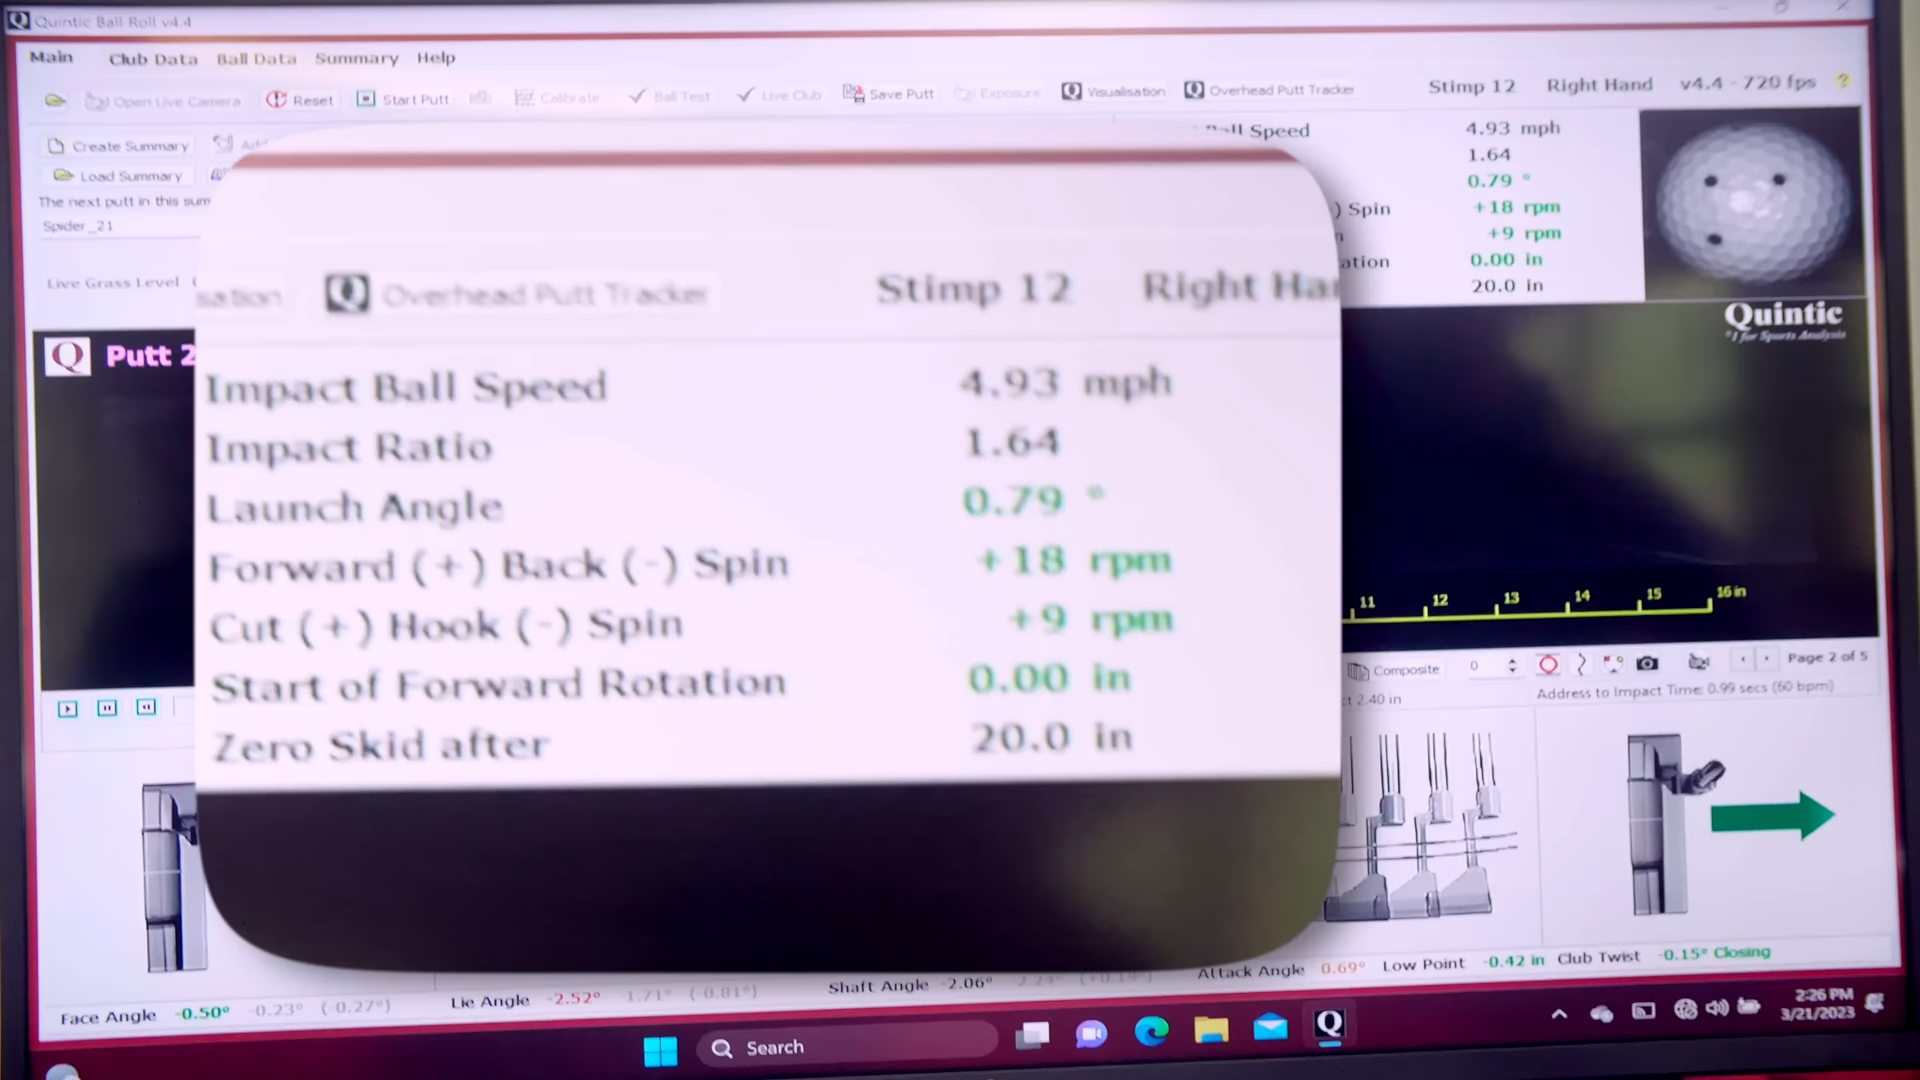 Quintic Ball Roll v4.4
Main Club Data Ball Data Summary Help
Open Live Camera Reset Start Putt Calibrate Ball Test Live Club Save Putt Exposure Visualisation Overhead Putt Tracker Stimp 12 Right Hand v4.4 - 720 fps ?
Create Summary
Load Summary
The next putt in this sum
Spider_21
Live Grass Level
Ball Speed 4.93 mph
1.64
0.79 °
) Spin +18 rpm
+9 rpm
ation 0.00 in
20.0 in
Quintic
#1 for Sports Analysis
Q Putt 2
sation Q Overhead Putt Tracker Stimp 12 Right Har
Impact Ball Speed 4.93 mph
Impact Ratio 1.64
Launch Angle 0.79 °
Forward (+) Back (-) Spin +18 rpm
Cut (+) Hook (-) Spin +9 rpm
Start of Forward Rotation 0.00 in
Zero Skid after 20.0 in
11 12 13 14 15 16 in
Composite 0 Page 2 of 5
ct 2.40 in Address to Impact Time: 0.99 secs (60 bpm)
Face Angle -0.50° -0.23° (-0.27°) Lie Angle -2.52° -1.71° (-0.81°) Shaft Angle -2.06° Attack Angle 0.69° Low Point -0.42 in Club Twist -0.15° Closing
Search
2:26 PM
3/21/2023